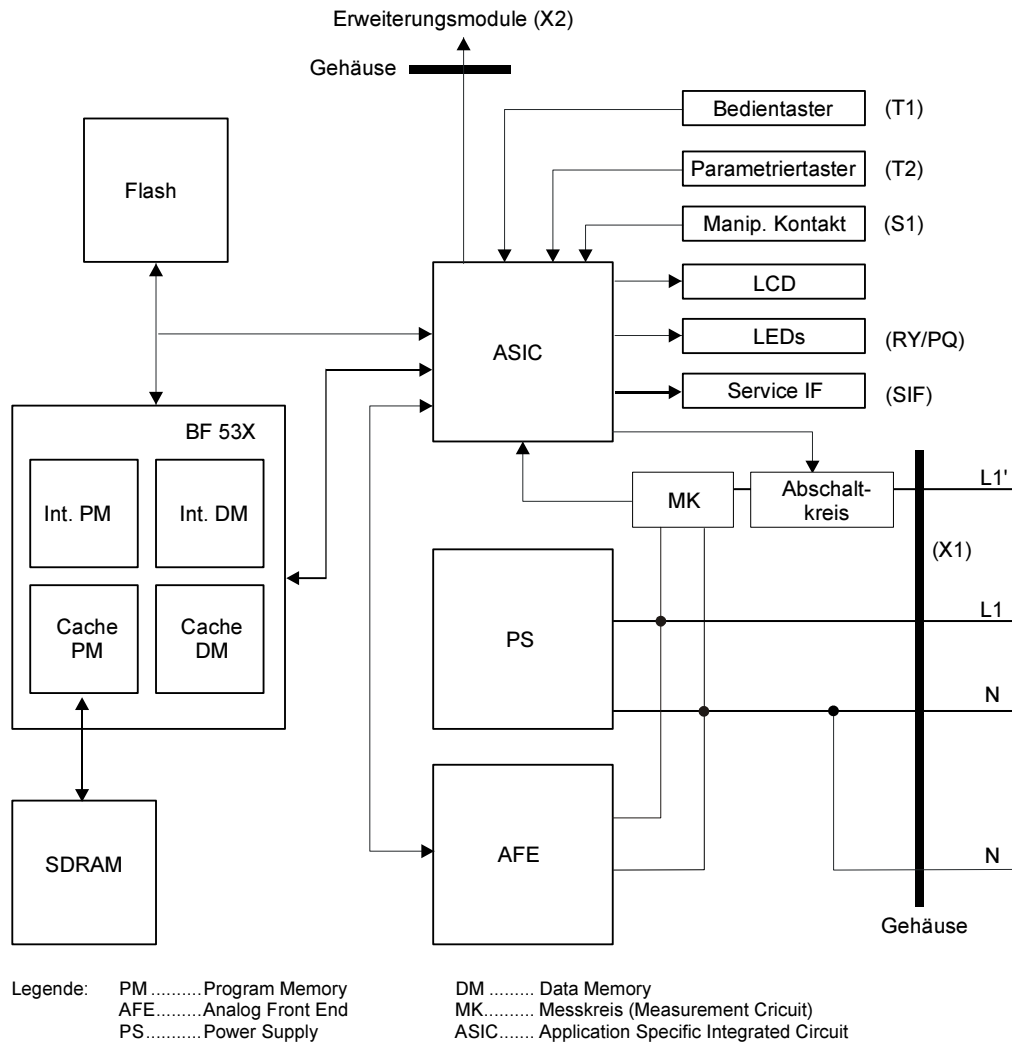 Erweiterungsmodule (X2)
Gehäuse
Bedientaster (T1)
Flash
Parametriertaster (T2)
Manip. Kontakt (S1)
LCD
ASIC
LEDs (RY/PQ)
Service IF (SIF)
BF 53X
Int. PM
Int. DM
Cache
PM
Cache
DM
MK
Abschalt-
kreis
L1'
(X1)
PS
L1
N
SDRAM
AFE
N
Gehäuse
Legende: PM..........Program Memory DM ......... Data Memory
AFE.........Analog Front End MK.......... Messkreis (Measurement Cricuit)
PS...........Power Supply ASIC....... Application Specific Integrated Circuit